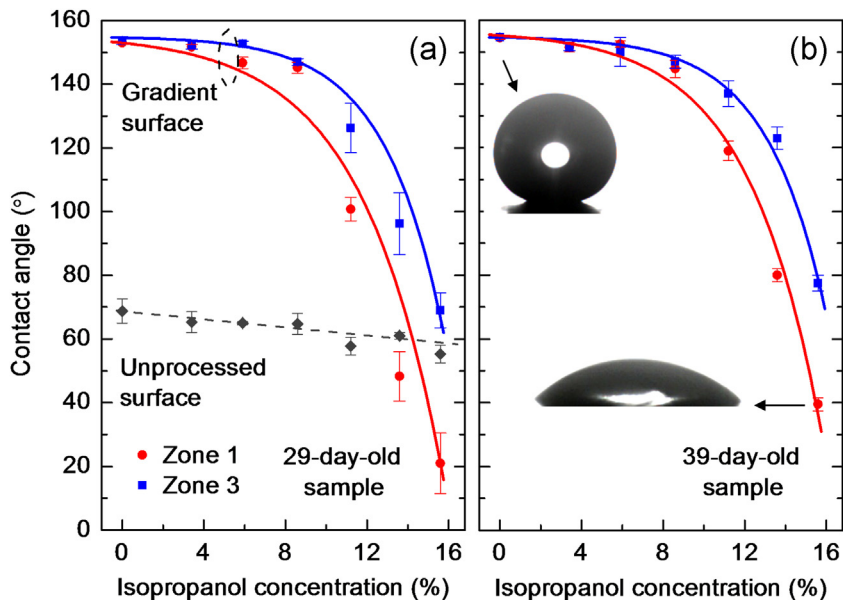 160
140
120
100
80
60
40
20
0
Contact angle (°)
(a)
Gradient
surface
Unprocessed
surface
Zone 1
Zone 3
29-day-old
sample
0 4 8 12 16
Isopropanol concentration (%)
(b)
39-day-old
sample
0 4 8 12 16
Isopropanol concentration (%)